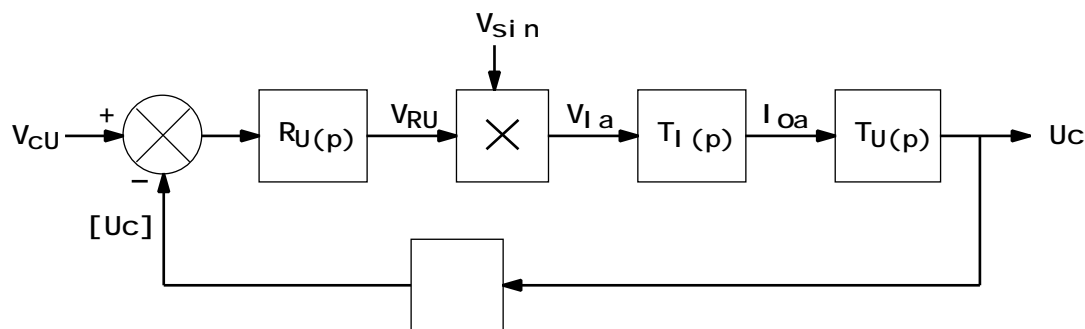 Vsin
VcU
+
−
RU(p)
VRU
×
VIa
TI(p)
Ioa
TU(p)
Uc
[Uc]